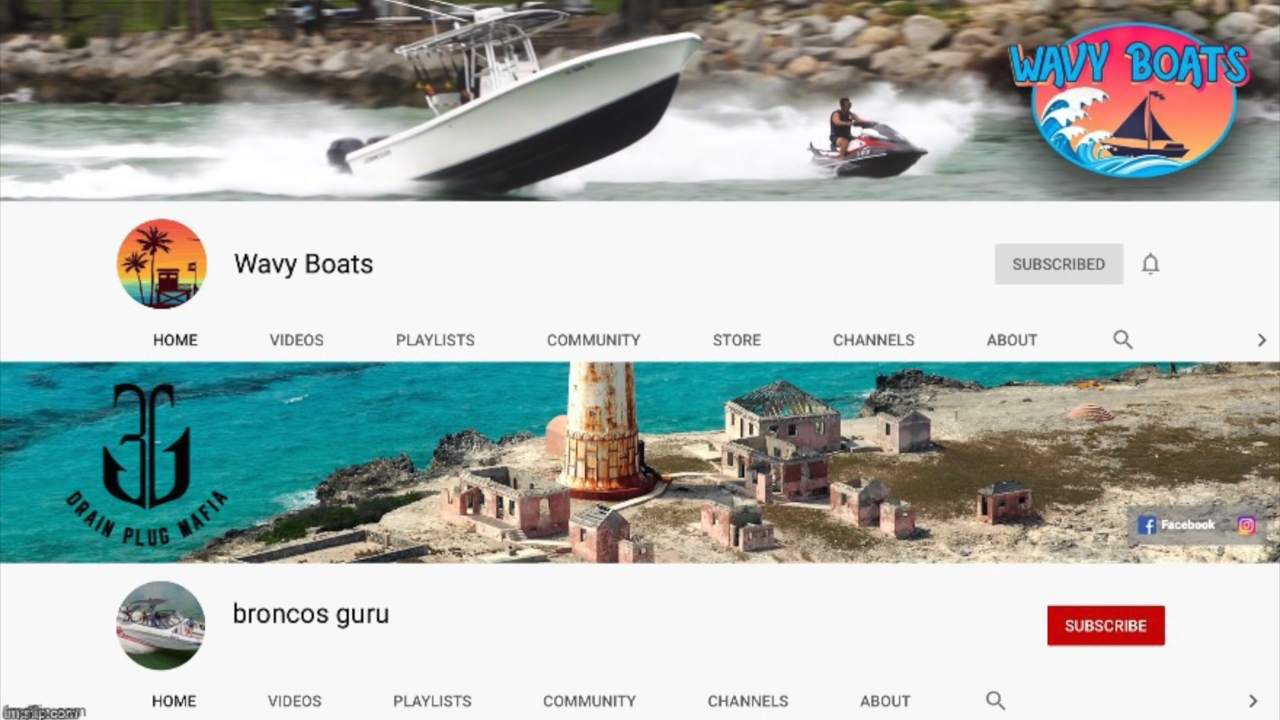 WAVY BOATS
Wavy Boats
SUBSCRIBED
HOME VIDEOS PLAYLISTS COMMUNITY STORE CHANNELS ABOUT
3G
DRAIN PLUG MAFIA
Facebook
broncos guru
SUBSCRIBE
HOME VIDEOS PLAYLISTS COMMUNITY CHANNELS ABOUT
imgflip.com